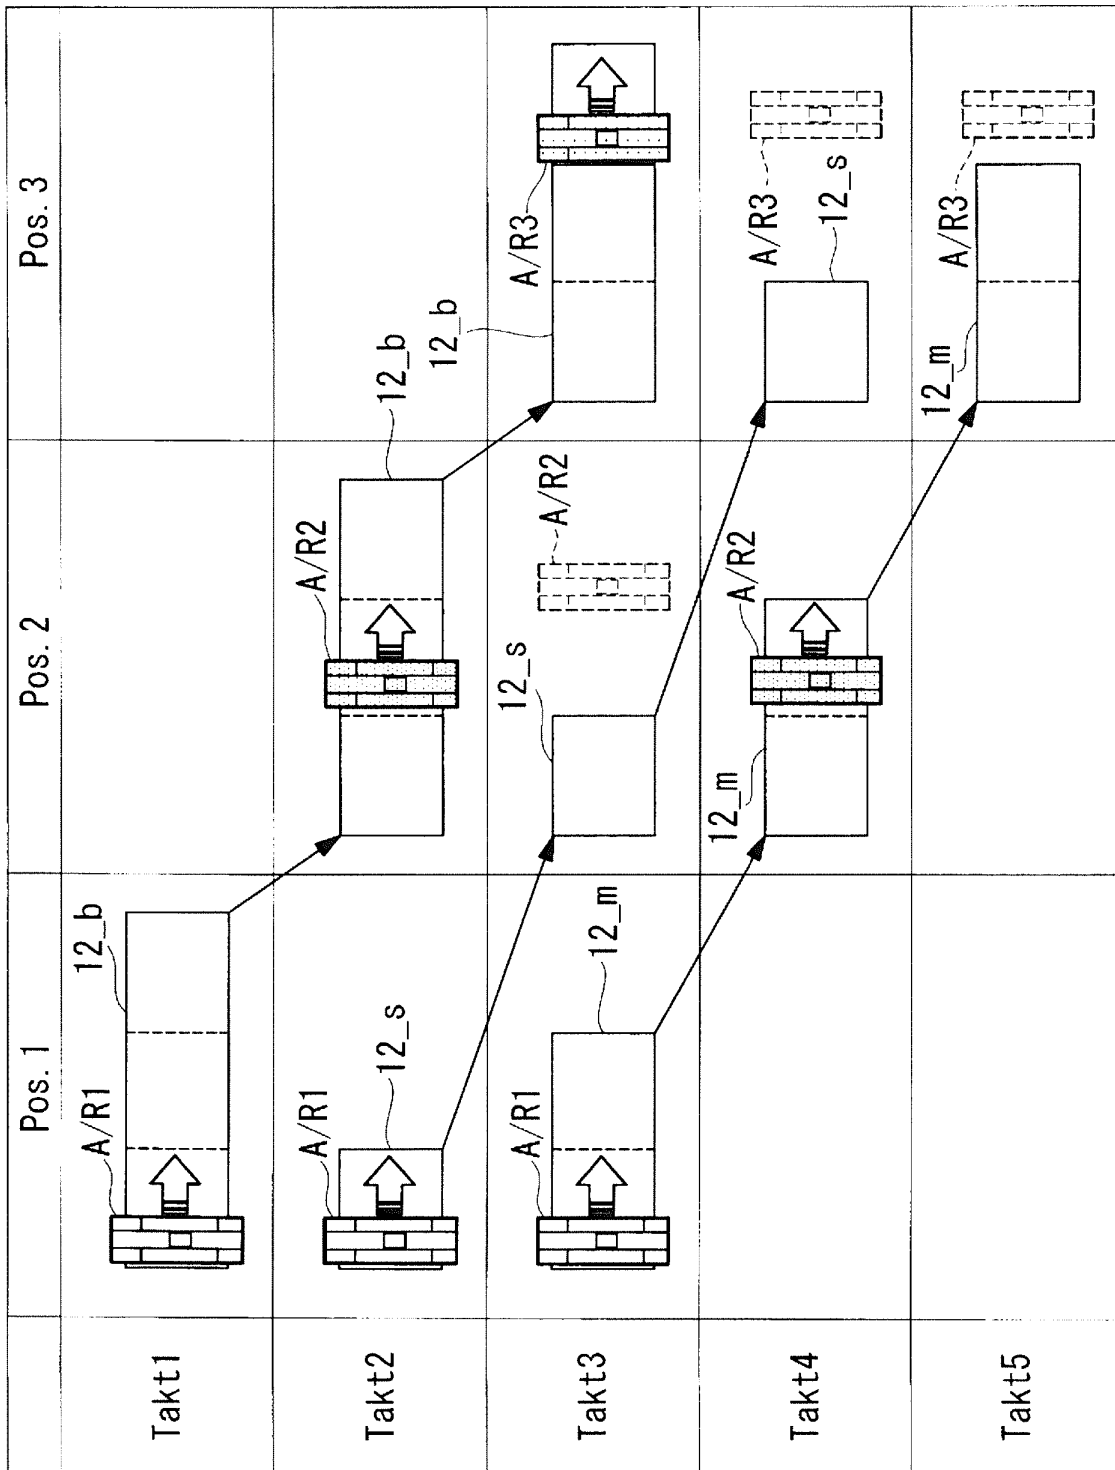 Pos. 1
Pos. 2
Pos. 3
Takt1
A/R1
12_b
Takt2
A/R1
12_s
A/R2
12_b
Takt3
A/R1
12_m
12_s
A/R2
12_b
A/R3
Takt4
12_m
A/R2
A/R3
12_s
Takt5
12_m
A/R3